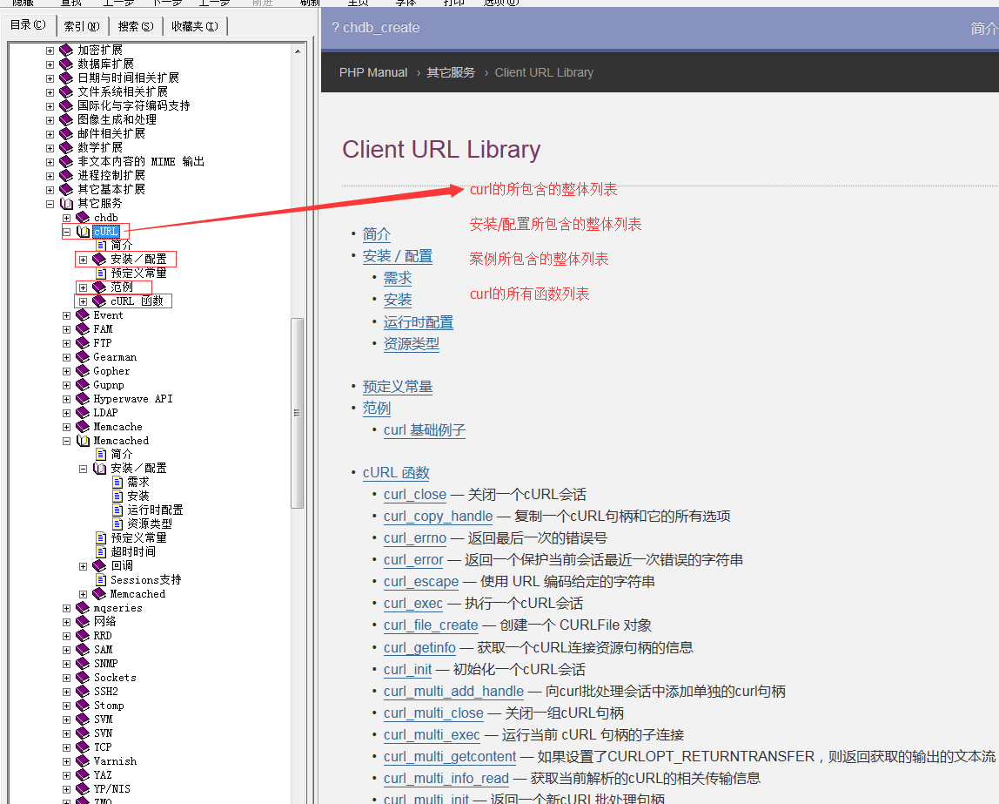 隐藏 查找 上一步 下一步 上一步 前进 刷新 主页 字体 打印 选项(O)
目录(C) 索引(N) 搜索(S) 收藏夹(I)
加密扩展
数据库扩展
日期与时间相关扩展
文件系统相关扩展
国际化与字符编码支持
图像生成和处理
邮件相关扩展
数学扩展
非文本内容的 MIME 输出
进程控制扩展
其它基本扩展
其它服务
chdb
cURL
简介
安装／配置
预定义常量
范例
cURL 函数
Event
FAM
FTP
Gearman
Gopher
Gupnp
Hyperwave API
LDAP
Memcache
Memcached
简介
安装／配置
需求
安装
运行时配置
资源类型
预定义常量
超时时间
回调
Sessions支持
Memcached
mqseries
网络
RRD
SAM
SNMP
Sockets
SSH2
Stomp
SVM
SVN
TCP
Varnish
YAZ
YP/NIS
ZMQ
? chdb_create 简介
PHP Manual › 其它服务 › Client URL Library
Client URL Library
curl的所包含的整体列表
安装/配置所包含的整体列表
案例所包含的整体列表
curl的所有函数列表
• 简介
• 安装 / 配置
• 需求
• 安装
• 运行时配置
• 资源类型
• 预定义常量
• 范例
• curl 基础例子
• cURL 函数
• curl_close — 关闭一个cURL会话
• curl_copy_handle — 复制一个cURL句柄和它的所有选项
• curl_errno — 返回最后一次的错误号
• curl_error — 返回一个保护当前会话最近一次错误的字符串
• curl_escape — 使用 URL 编码给定的字符串
• curl_exec — 执行一个cURL会话
• curl_file_create — 创建一个 CURLFile 对象
• curl_getinfo — 获取一个cURL连接资源句柄的信息
• curl_init — 初始化一个cURL会话
• curl_multi_add_handle — 向curl批处理会话中添加单独的curl句柄
• curl_multi_close — 关闭一组cURL句柄
• curl_multi_exec — 运行当前 cURL 句柄的子连接
• curl_multi_getcontent — 如果设置了CURLOPT_RETURNTRANSFER，则返回获取的输出的文本流
• curl_multi_info_read — 获取当前解析的cURL的相关传输信息
• curl_multi_init — 返回一个新cURL批处理句柄